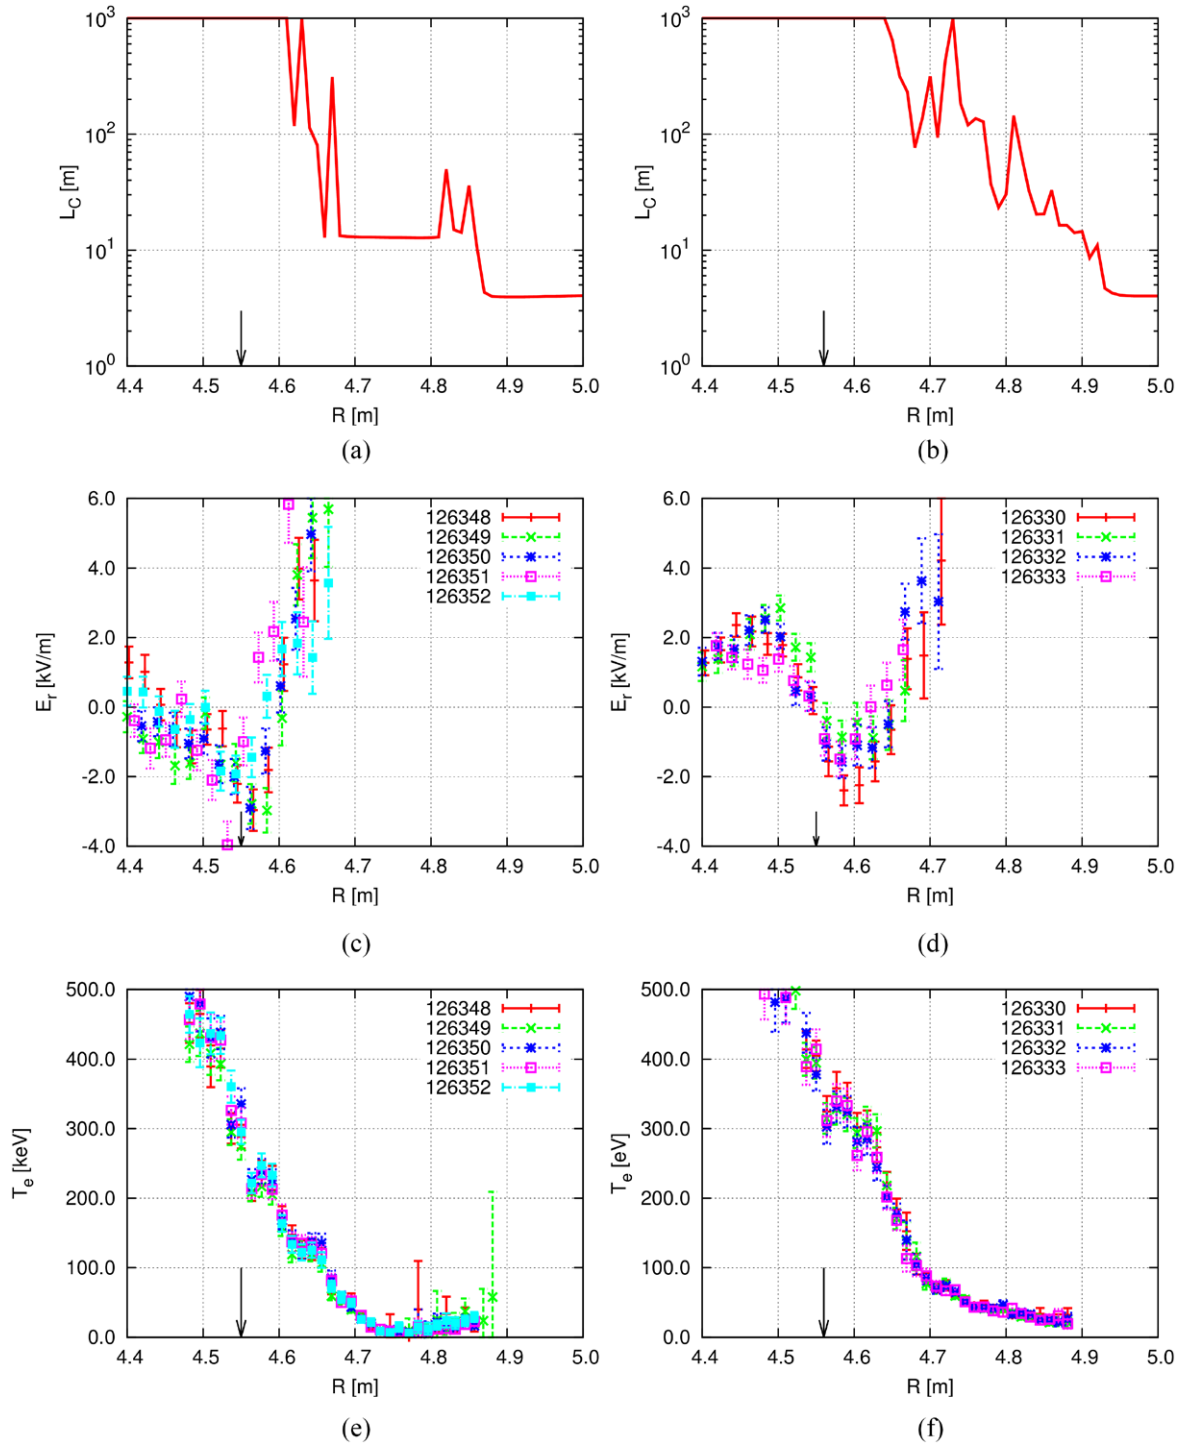 10³
10²
10¹
10⁰
L_C [m]
4.4 4.5 4.6 4.7 4.8 4.9 5.0
R [m]
(a)
10³
10²
10¹
10⁰
L_C [m]
4.4 4.5 4.6 4.7 4.8 4.9 5.0
R [m]
(b)
6.0
4.0
2.0
0.0
-2.0
-4.0
E_r [kV/m]
126348
126349
126350
126351
126352
4.4 4.5 4.6 4.7 4.8 4.9 5.0
R [m]
(c)
6.0
4.0
2.0
0.0
-2.0
-4.0
E_r [kV/m]
126330
126331
126332
126333
4.4 4.5 4.6 4.7 4.8 4.9 5.0
R [m]
(d)
500.0
400.0
300.0
200.0
100.0
0.0
T_e [keV]
126348
126349
126350
126351
126352
4.4 4.5 4.6 4.7 4.8 4.9 5.0
R [m]
(e)
500.0
400.0
300.0
200.0
100.0
0.0
T_e [eV]
126330
126331
126332
126333
4.4 4.5 4.6 4.7 4.8 4.9 5.0
R [m]
(f)